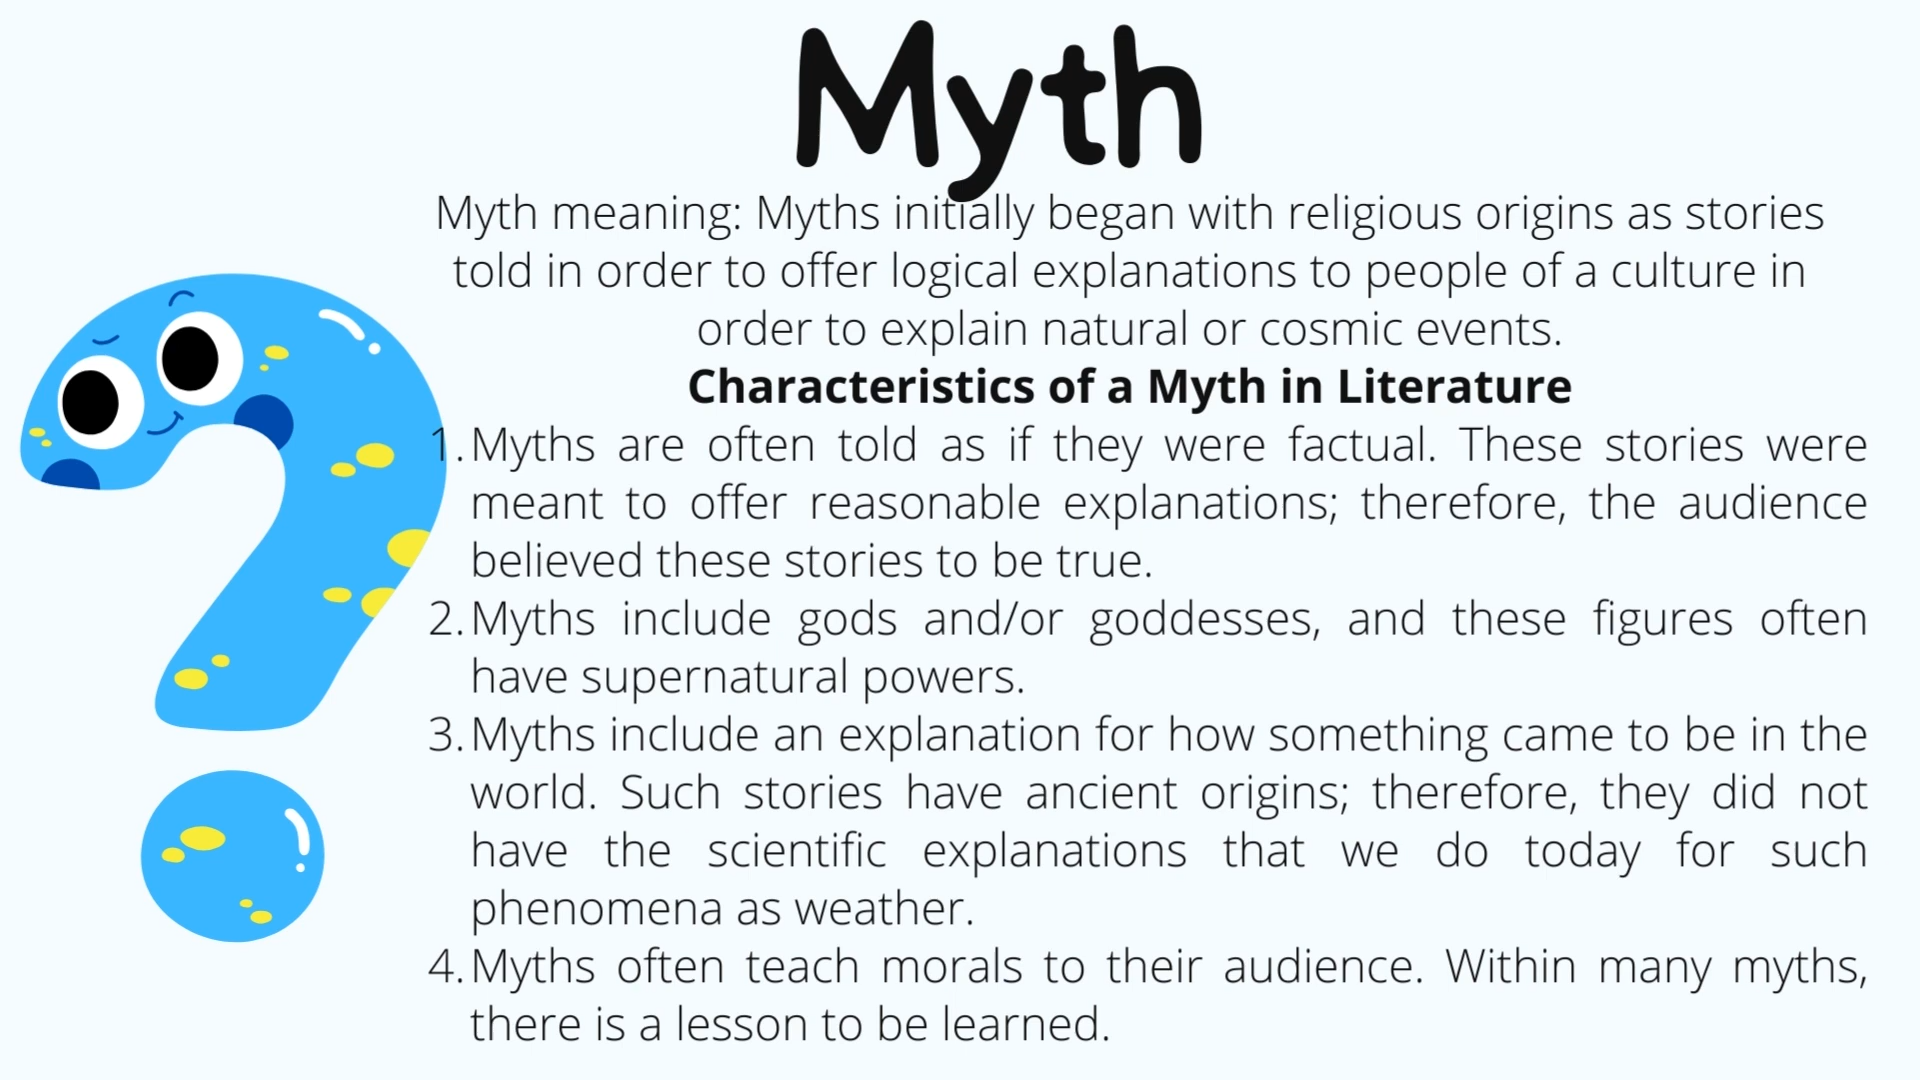 Myth
Myth meaning: Myths initially began with religious origins as stories
told in order to offer logical explanations to people of a culture in
order to explain natural or cosmic events.
Characteristics of a Myth in Literature
1. Myths are often told as if they were factual. These stories were
meant to offer reasonable explanations; therefore, the audience
believed these stories to be true.
2. Myths include gods and/or goddesses, and these figures often
have supernatural powers.
3. Myths include an explanation for how something came to be in the
world. Such stories have ancient origins; therefore, they did not
have the scientific explanations that we do today for such
phenomena as weather.
4. Myths often teach morals to their audience. Within many myths,
there is a lesson to be learned.